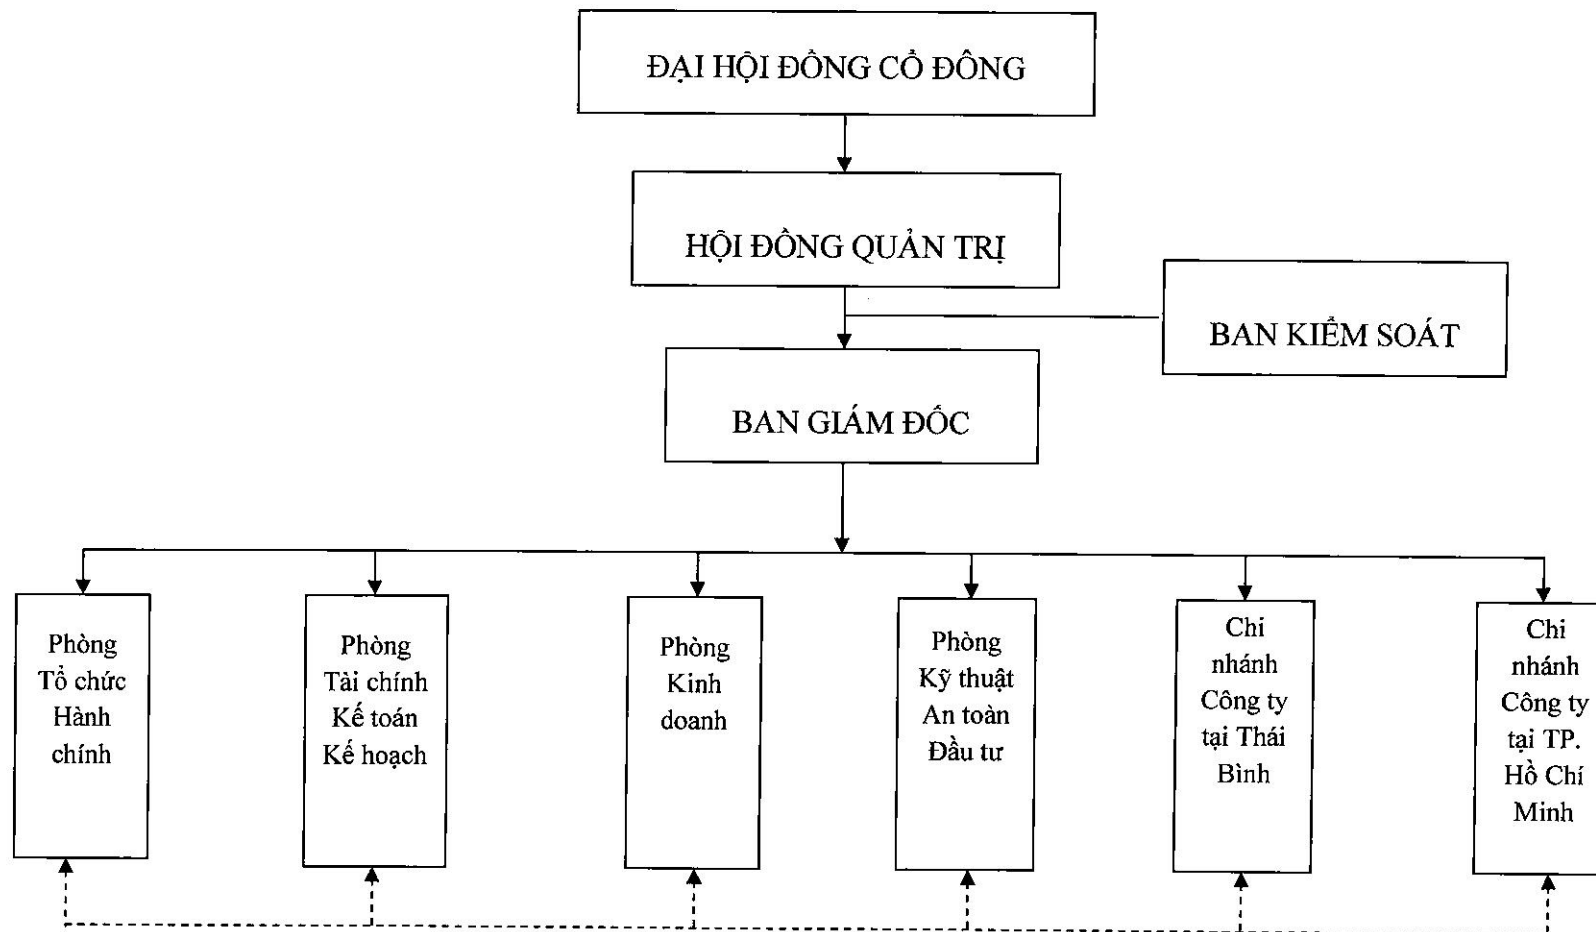 ĐẠI HỘI ĐỒNG CỔ ĐÔNG
HỘI ĐỒNG QUẢN TRỊ
BAN KIỂM SOÁT
BAN GIÁM ĐỐC
Phòng
Tổ chức
Hành
chính
Phòng
Tài chính
Kế toán
Kế hoạch
Phòng
Kinh
doanh
Phòng
Kỹ thuật
An toàn
Đầu tư
Chi
nhánh
Công ty
tại Thái
Bình
Chi
nhánh
Công ty
tại TP.
Hồ Chí
Minh